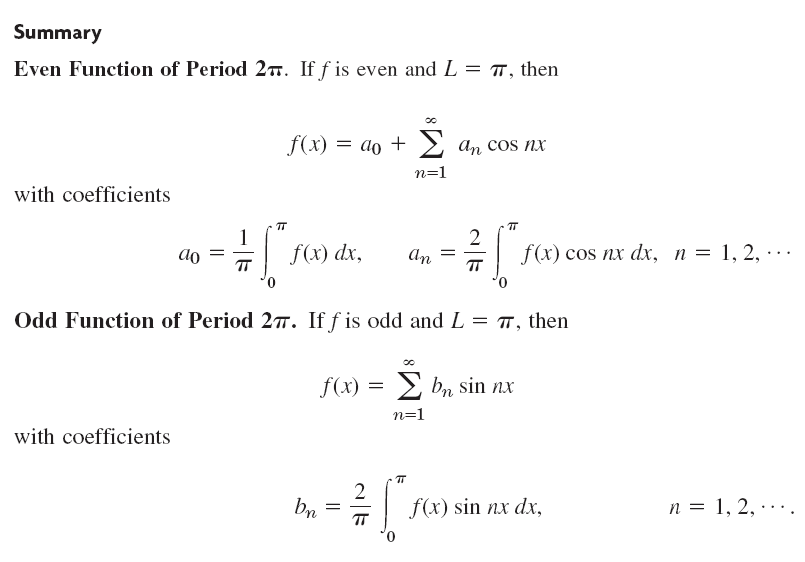 Summary
Even Function of Period 2π. If f is even and L = π, then
f(x) = a₀ + ∑_{n=1}^{∞} aₙ cos nx
with coefficients
a₀ = 1/π ∫₀^π f(x) dx, aₙ = 2/π ∫₀^π f(x) cos nx dx, n = 1, 2, ⋯
Odd Function of Period 2π. If f is odd and L = π, then
f(x) = ∑_{n=1}^{∞} bₙ sin nx
with coefficients
bₙ = 2/π ∫₀^π f(x) sin nx dx, n = 1, 2, ⋯.